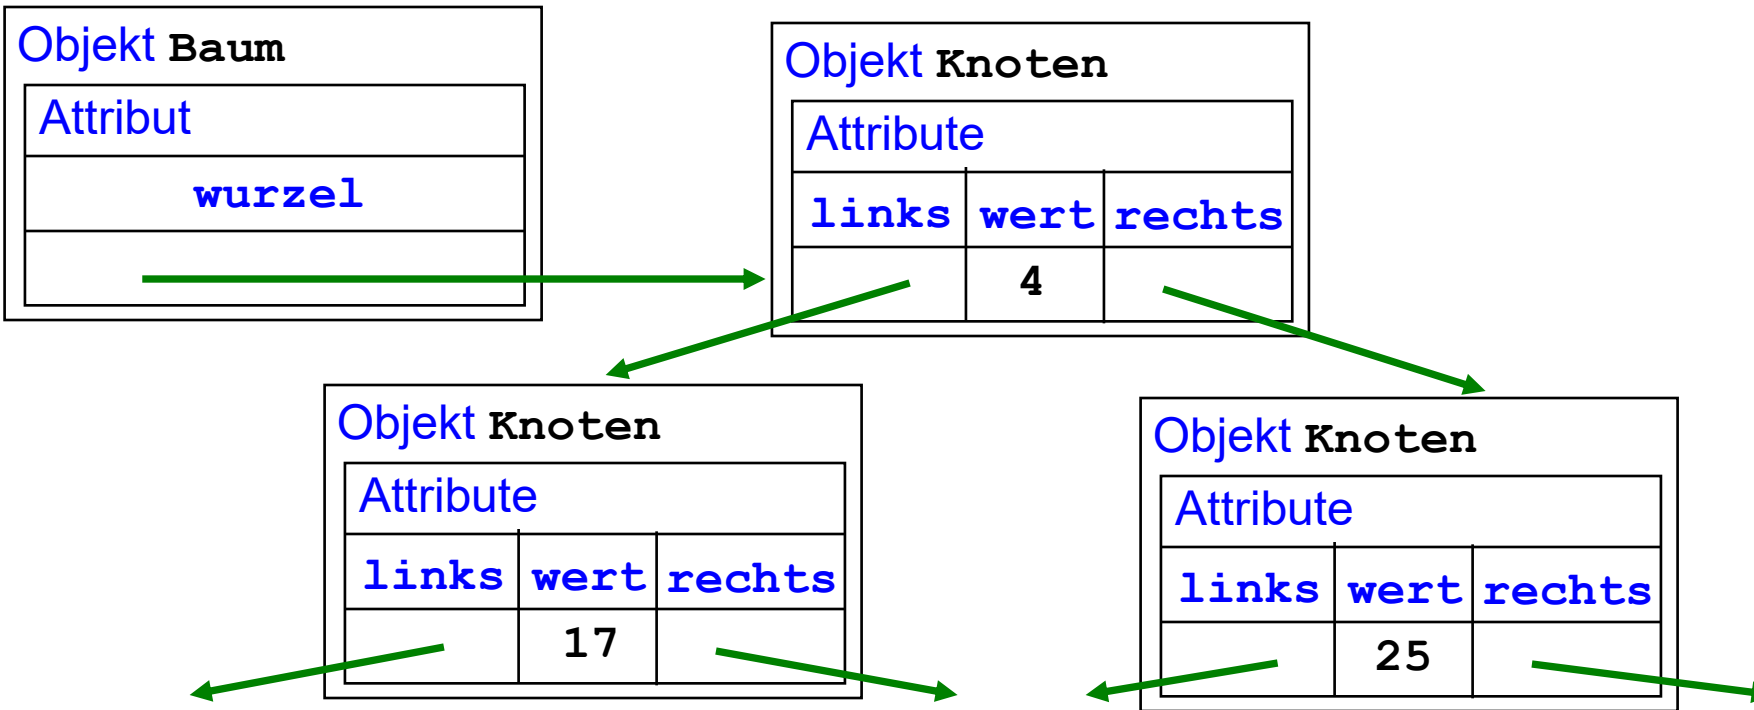 Objekt Baum
Attribut
wurzel
Objekt Knoten
Attribute
links wert rechts
4
Objekt Knoten
Attribute
links wert rechts
17
Objekt Knoten
Attribute
links wert rechts
25